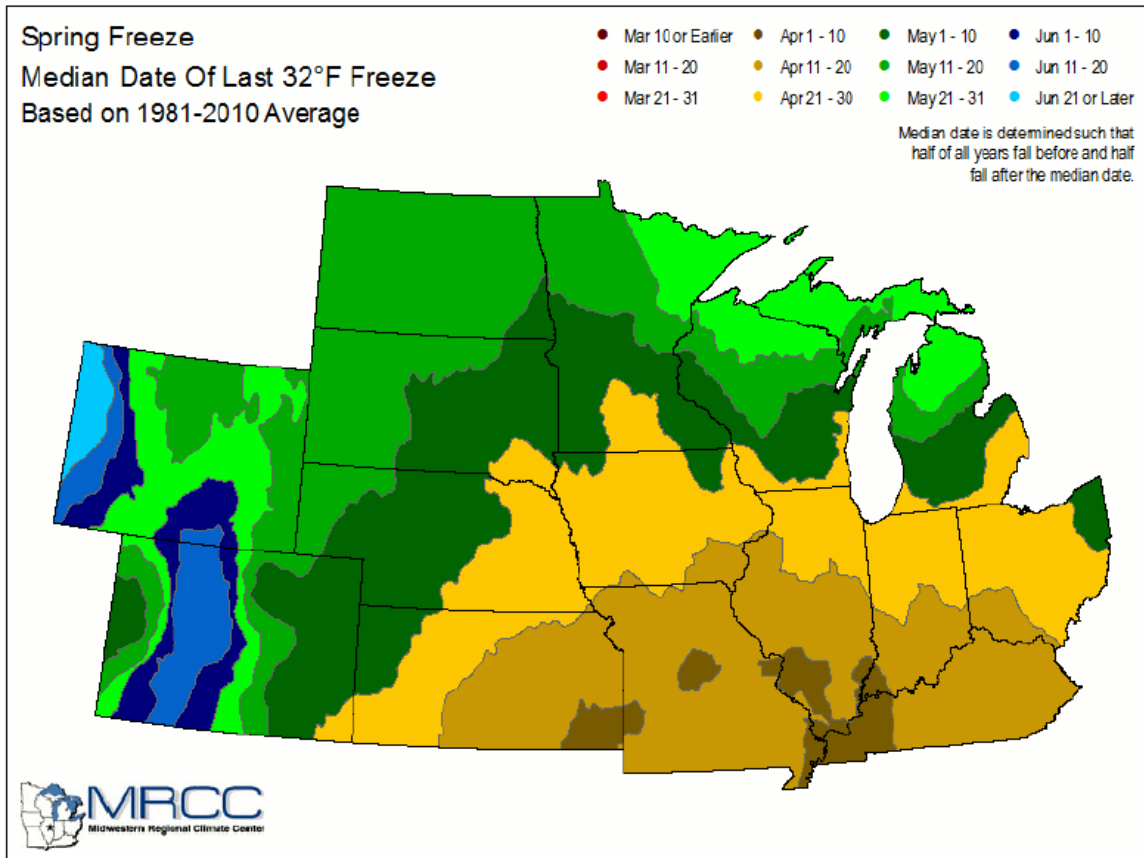 Spring Freeze
Median Date Of Last 32°F Freeze
Based on 1981-2010 Average
Mar 10 or Earlier
Mar 11 - 20
Mar 21 - 31
Apr 1 - 10
Apr 11 - 20
Apr 21 - 30
May 1 - 10
May 11 - 20
May 21 - 31
Jun 1 - 10
Jun 11 - 20
Jun 21 or Later
Median date is determined such that
half of all years fall before and half
fall after the median date.
MRCC
Midwestern Regional Climate Center